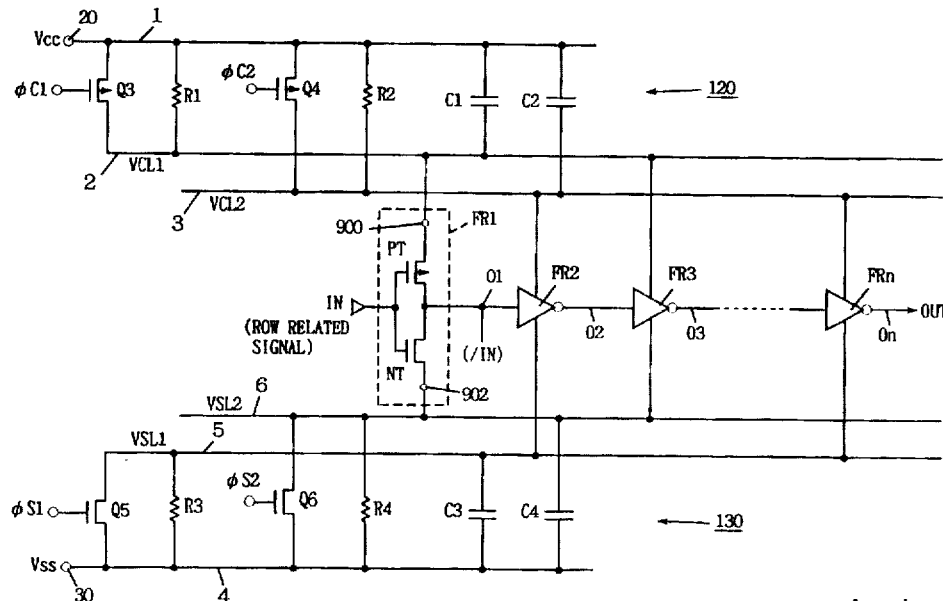 20
1
Vcc
φC1
Q3
R1
φC2
Q4
R2
C1
C2
120
2
VCL1
3
VCL2
900
FR1
PT
IN
(ROW RELATED
SIGNAL)
O1
(/IN)
FR2
O2
FR3
O3
FRn
On
OUT
NT
902
6
VSL2
VSL1
5
φS1
Q5
R3
φS2
Q6
R4
C3
C4
130
Vss
30
4